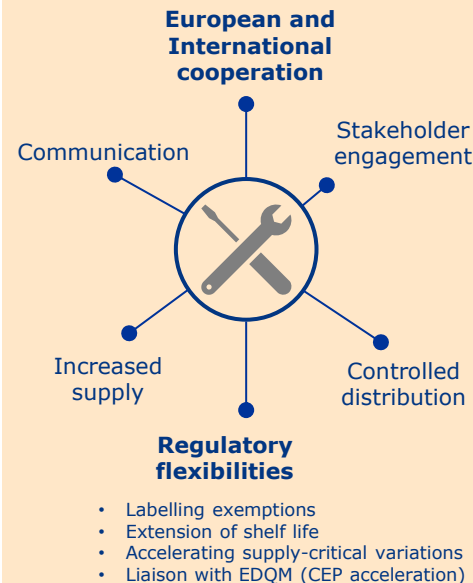 European and
International
cooperation
Stakeholder
engagement
Communication
Increased
supply
Controlled
distribution
Regulatory
flexibilities
• Labelling exemptions
• Extension of shelf life
• Accelerating supply-critical variations
• Liaison with EDQM (CEP acceleration)